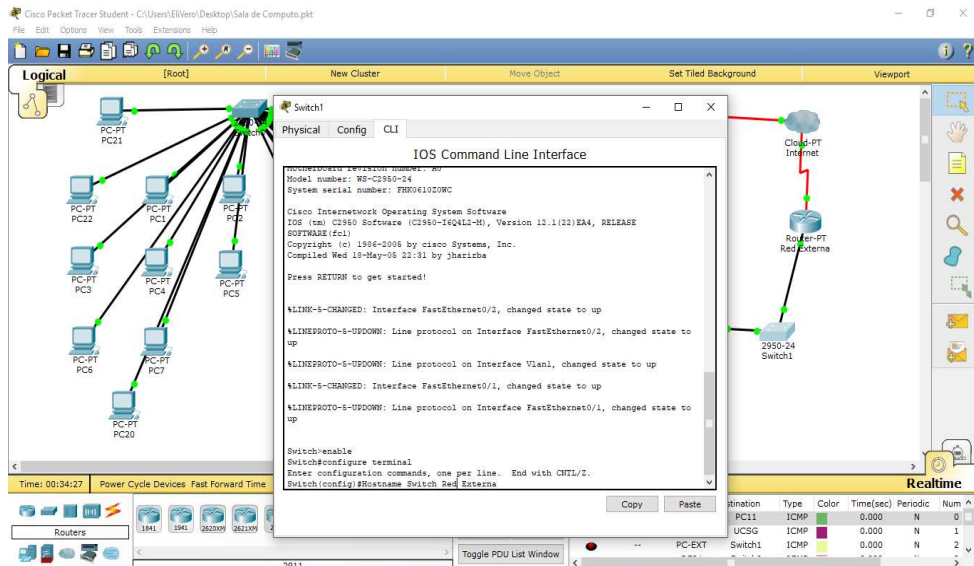 Cisco Packet Tracer Student - C:\Users\EliVero\Desktop\Sala de Computo.pkt
File Edit Options View Tools Extensions Help
Logical [Root] New Cluster Move Object Set Tiled Background Viewport
PC-PT
PC21
PC-PT
PC22
PC-PT
PC1
PC-PT
PC2
PC-PT
PC3
PC-PT
PC4
PC-PT
PC5
PC-PT
PC6
PC-PT
PC7
PC-PT
PC20
Switch1
Physical Config CLI
IOS Command Line Interface
Motherboard revision number: A0
Model number: WS-C2950-24
System serial number: FHK0610Z0WC
Cisco Internetwork Operating System Software
IOS (tm) C2950 Software (C2950-I6Q4L2-M), Version 12.1(22)EA4, RELEASE
SOFTWARE(fc1)
Copyright (c) 1986-2005 by cisco Systems, Inc.
Compiled Wed 18-May-05 22:31 by jharirba
Press RETURN to get started!
%LINK-5-CHANGED: Interface FastEthernet0/2, changed state to up
%LINEPROTO-5-UPDOWN: Line protocol on Interface FastEthernet0/2, changed state to
up
%LINEPROTO-5-UPDOWN: Line protocol on Interface Vlan1, changed state to up
%LINK-5-CHANGED: Interface FastEthernet0/1, changed state to up
%LINEPROTO-5-UPDOWN: Line protocol on Interface FastEthernet0/1, changed state to
up
Switch>enable
Switch#configure terminal
Enter configuration commands, one per line. End with CNTL/Z.
Switch(config)#Hostname Switch Red Externa
Copy Paste
Cloud-PT
Internet
Router-PT
Red Externa
2950-24
Switch1
Time: 00:34:27 Power Cycle Devices Fast Forward Time
Realtime
Routers
1841 1941 2620XM 2621XM
2911
Toggle PDU List Window
Type Color Time(sec) Periodic Num
PC11 ICMP 0.000 N 0
UCSG ICMP 0.000 N 1
-- PC-EXT Switch1 ICMP 0.000 N 2